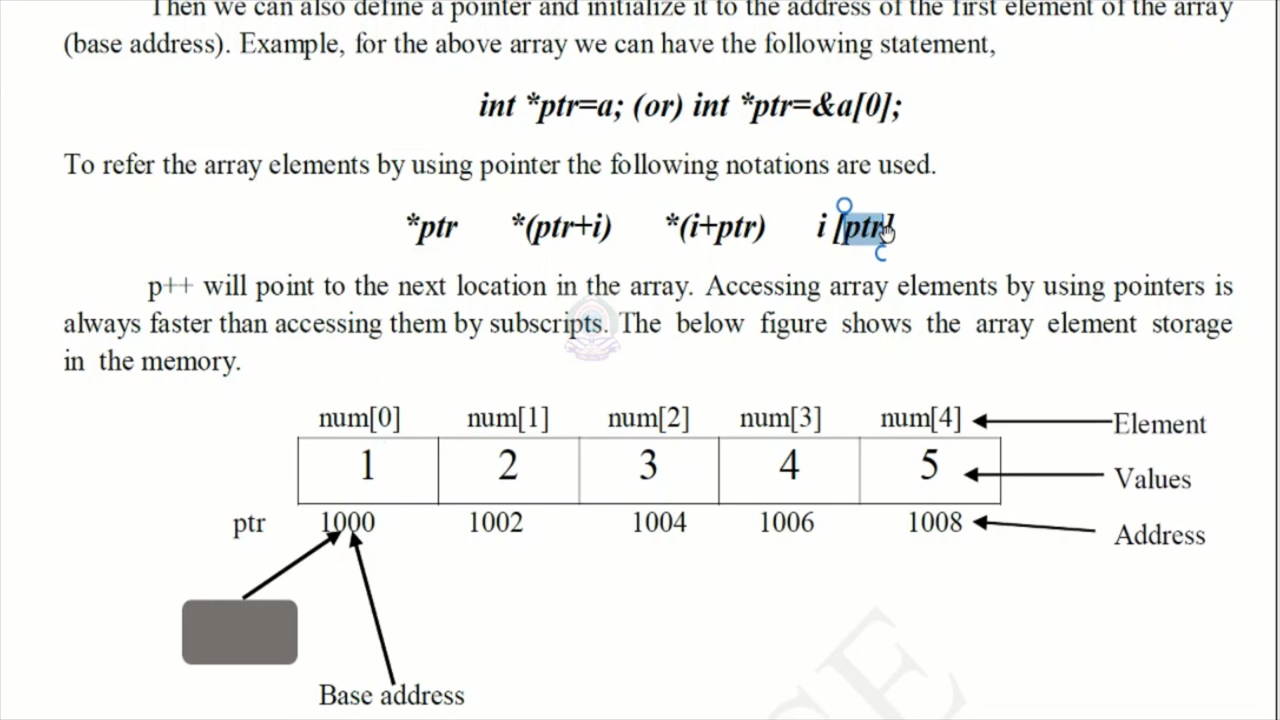 Then we can also define a pointer and initialize it to the address of the first element of the array
(base address). Example, for the above array we can have the following statement,
int *ptr=a; (or) int *ptr=&a[0];
To refer the array elements by using pointer the following notations are used.
*ptr *(ptr+i) *(i+ptr) i [ptr]
p++ will point to the next location in the array. Accessing array elements by using pointers is
always faster than accessing them by subscripts. The below figure shows the array element storage
in the memory.
num[0] num[1] num[2] num[3] num[4] Element
1 2 3 4 5 Values
ptr 1000 1002 1004 1006 1008 Address
Base address